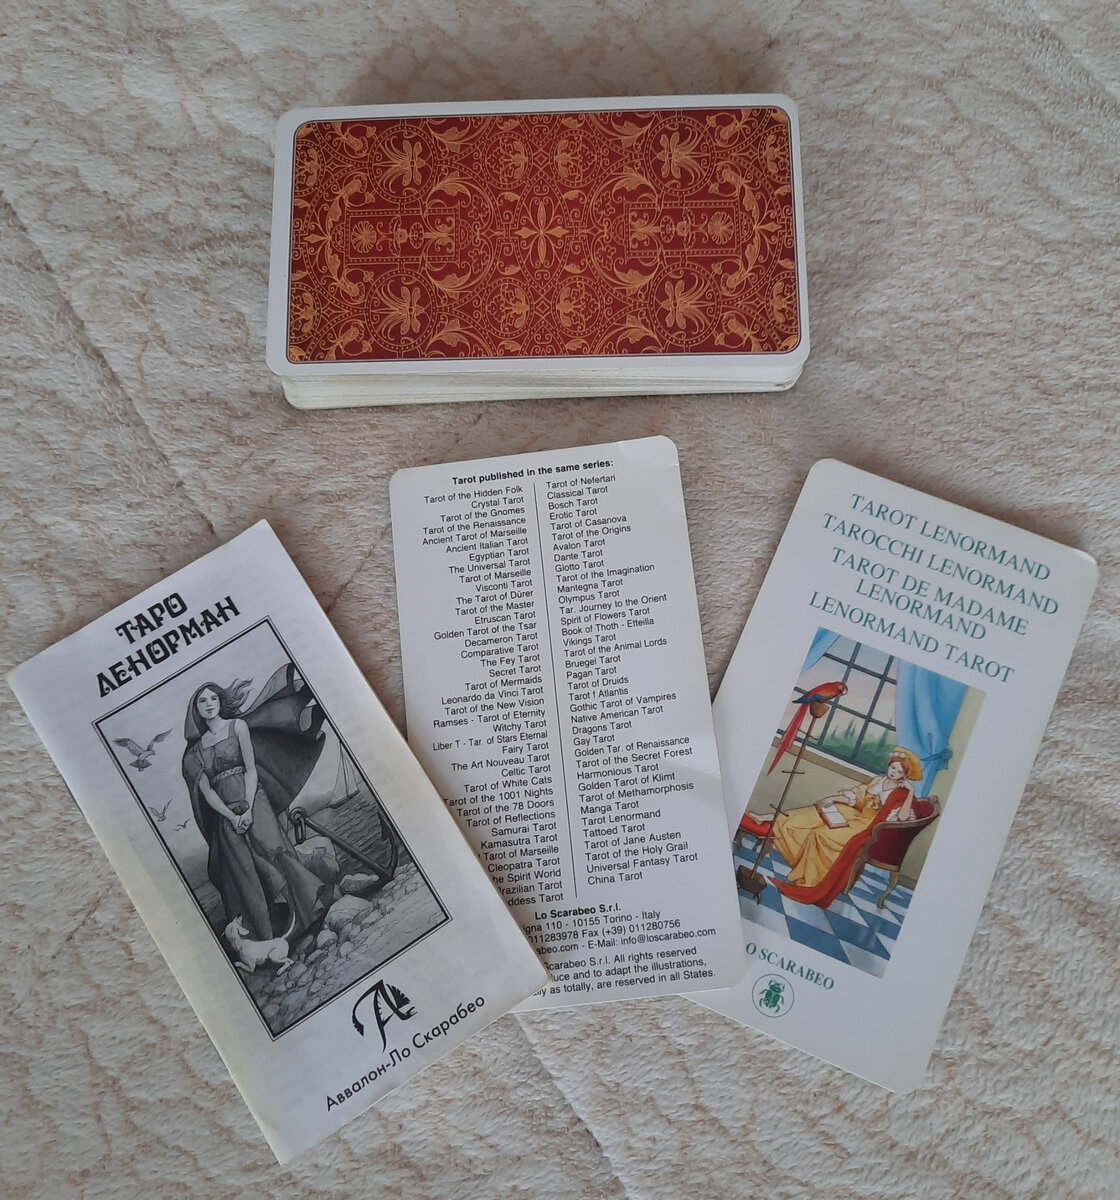 ТАРО
ЛЕНОРМАН
Аввалон-Ло Скарабео
Tarot published in the same series:
Tarot of the Hidden Folk
Crystal Tarot
Tarot of the Gnomes
Tarot of the Renaissance
Ancient Tarot of Marseille
Ancient Italian Tarot
Egyptian Tarot
The Universal Tarot
Tarot of Marseille
Visconti Tarot
The Tarot of Dürer
Tarot of the Master
Etruscan Tarot
Golden Tarot of the Tsar
Decameron Tarot
Comparative Tarot
The Fey Tarot
Secret Tarot
Tarot of Mermaids
Leonardo da Vinci Tarot
Tarot of the New Vision
Ramses - Tarot of Eternity
Witchy Tarot
Liber T - Tar. of Stars Eternal
Fairy Tarot
The Art Nouveau Tarot
Celtic Tarot
Tarot of White Cats
Tarot of the 1001 Nights
Tarot of the 78 Doors
Tarot of Reflections
Samurai Tarot
Kamasutra Tarot
Tarot of Marseille
Cleopatra Tarot
the Spirit World
Brazilian Tarot
Goddess Tarot
Tarot of Nefertari
Classical Tarot
Bosch Tarot
Erotic Tarot
Tarot of Casanova
Tarot of the Origins
Avalon Tarot
Dante Tarot
Giotto Tarot
Tarot of the Imagination
Mantegna Tarot
Olympus Tarot
Tar. Journey to the Orient
Spirit of Flowers Tarot
Book of Thoth - Etteilla
Vikings Tarot
Tarot of the Animal Lords
Bruegel Tarot
Pagan Tarot
Tarot of Druids
Tarot f Atlantis
Gothic Tarot of Vampires
Native American Tarot
Dragons Tarot
Gay Tarot
Golden Tar. of Renaissance
Tarot of the Secret Forest
Harmonious Tarot
Golden Tarot of Klimt
Tarot of Methamorphosis
Manga Tarot
Tarot Lenormand
Tattoed Tarot
Tarot of Jane Austen
Tarot of the Holy Grail
Universal Fantasy Tarot
China Tarot
Lo Scarabeo S.r.l.
110 - 10155 Torino - Italy
011283978 Fax (+39) 011280756
- E-Mail: info@loscarabeo.com
Scarabeo S.r.l. All rights reserved
and to adapt the illustrations,
as totally, are reserved in all States.
TAROT LENORMAND
TAROCCHI LENORMAND
TAROT DE MADAME
LENORMAND
LENORMAND TAROT
LO SCARABEO